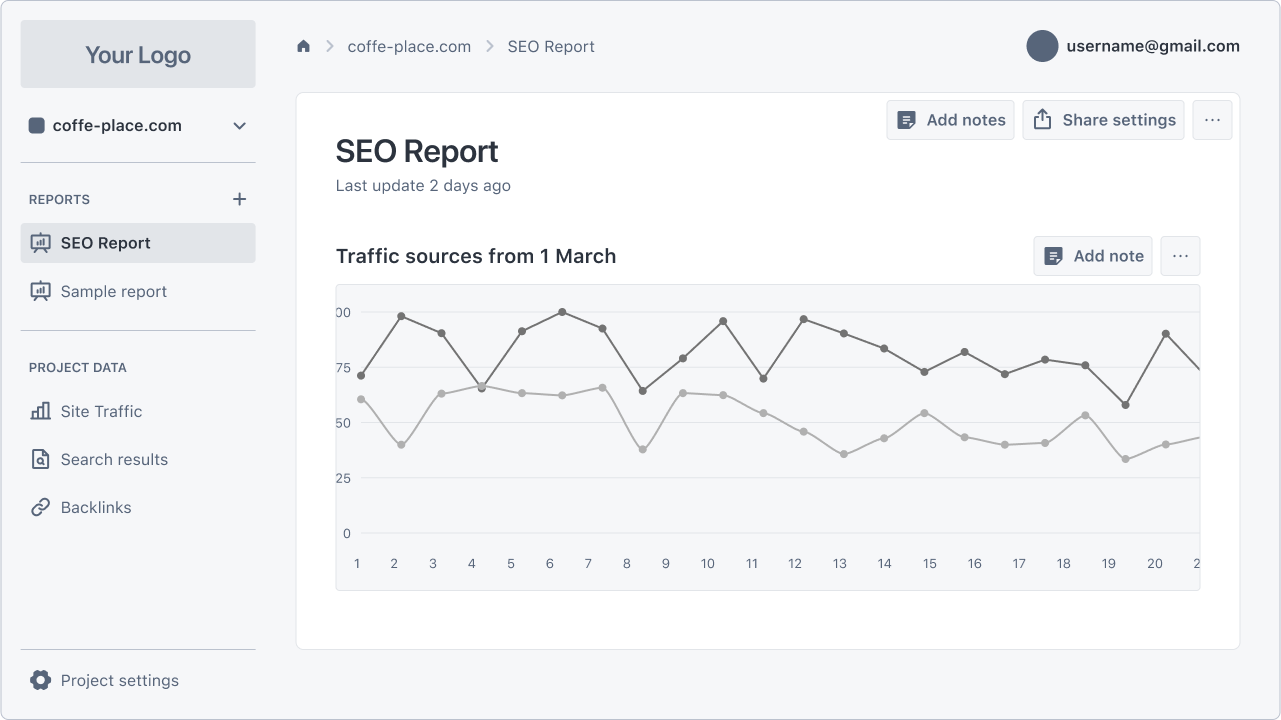 Your Logo
coffe-place.com
SEO Report
username@gmail.com
coffe-place.com
Add notes
Share settings
SEO Report
Last update 2 days ago
REPORTS
SEO Report
Sample report
Traffic sources from 1 March
Add note
00
75
50
25
0
1 2 3 4 5 6 7 8 9 10 11 12 13 14 15 16 17 18 19 20 2
PROJECT DATA
Site Traffic
Search results
Backlinks
Project settings